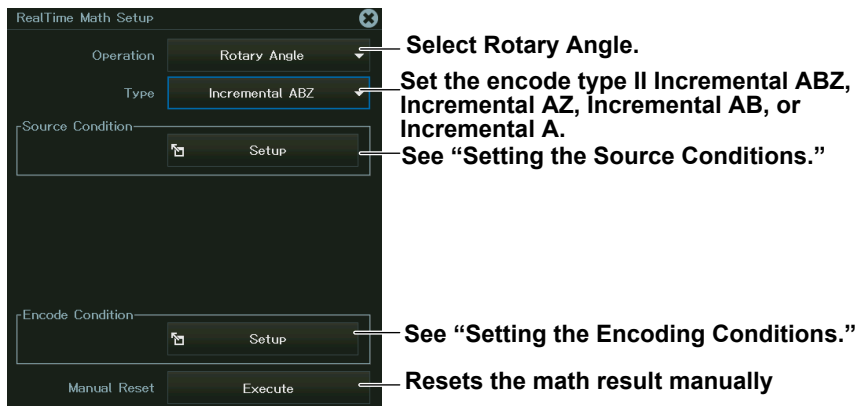 RealTime Math Setup
Operation
Rotary Angle
Select Rotary Angle.
Type
Incremental ABZ
Set the encode type II Incremental ABZ,
Incremental AZ, Incremental AB, or
Incremental A.
Source Condition
Setup
See “Setting the Source Conditions.”
Encode Condition
Setup
See “Setting the Encoding Conditions.”
Manual Reset
Execute
Resets the math result manually